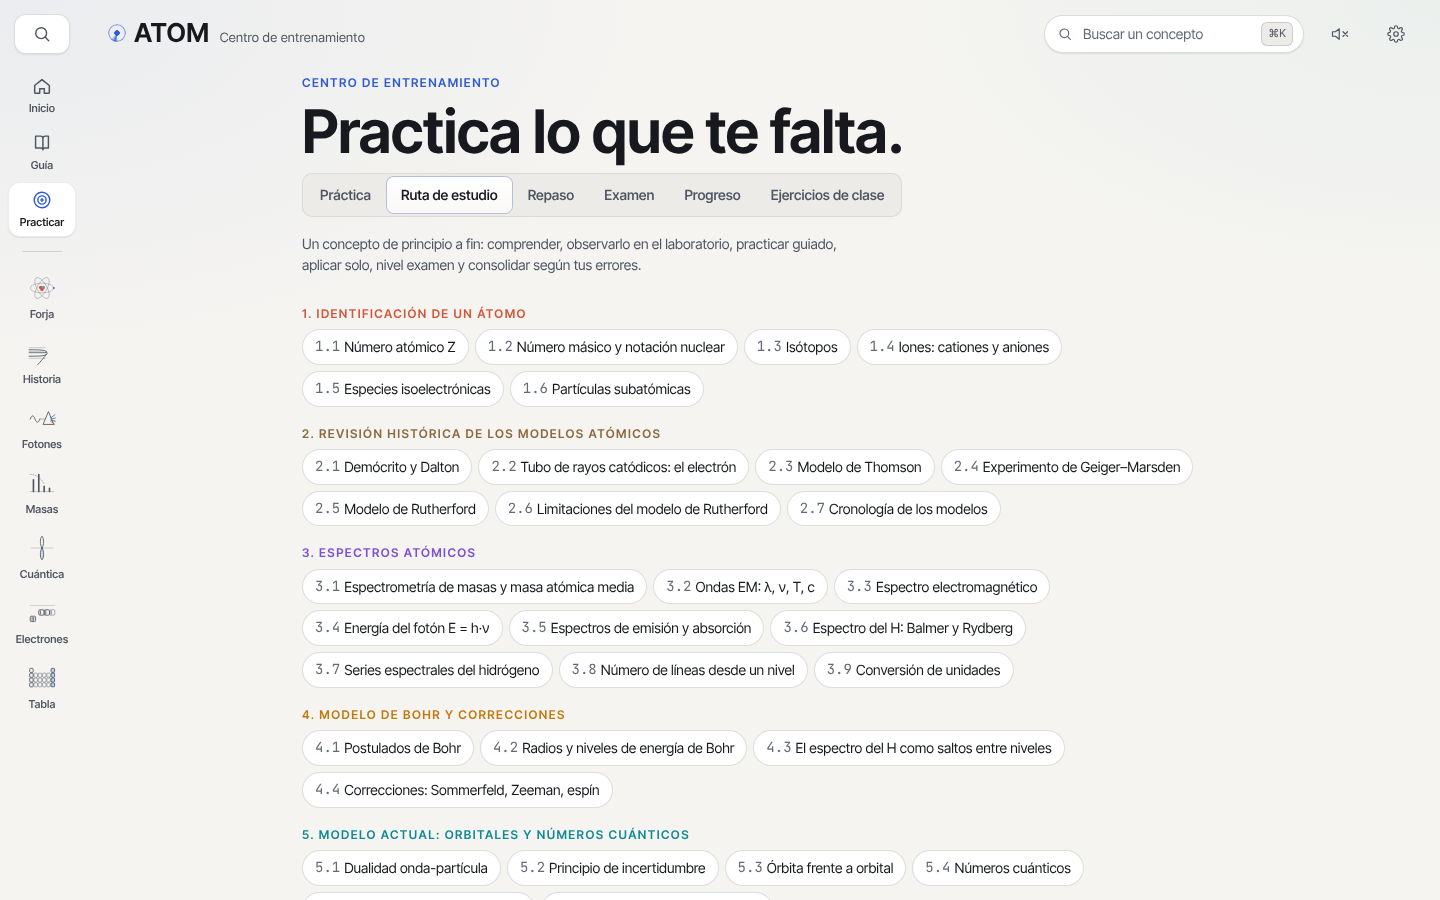 ATOM Centro de entrenamiento
Buscar un concepto ⌘K
Inicio
Guía
Practicar
Forja
Historia
Fotones
Masas
Cuántica
Electrones
Tabla
CENTRO DE ENTRENAMIENTO
Practica lo que te falta.
Práctica Ruta de estudio Repaso Examen Progreso Ejercicios de clase
Un concepto de principio a fin: comprender, observarlo en el laboratorio, practicar guiado,
aplicar solo, nivel examen y consolidar según tus errores.
1. IDENTIFICACIÓN DE UN ÁTOMO
1.1 Número atómico Z 1.2 Número másico y notación nuclear 1.3 Isótopos 1.4 Iones: cationes y aniones
1.5 Especies isoelectrónicas 1.6 Partículas subatómicas
2. REVISIÓN HISTÓRICA DE LOS MODELOS ATÓMICOS
2.1 Demócrito y Dalton 2.2 Tubo de rayos catódicos: el electrón 2.3 Modelo de Thomson 2.4 Experimento de Geiger–Marsden
2.5 Modelo de Rutherford 2.6 Limitaciones del modelo de Rutherford 2.7 Cronología de los modelos
3. ESPECTROS ATÓMICOS
3.1 Espectrometría de masas y masa atómica media 3.2 Ondas EM: λ, ν, T, c 3.3 Espectro electromagnético
3.4 Energía del fotón E = h·ν 3.5 Espectros de emisión y absorción 3.6 Espectro del H: Balmer y Rydberg
3.7 Series espectrales del hidrógeno 3.8 Número de líneas desde un nivel 3.9 Conversión de unidades
4. MODELO DE BOHR Y CORRECCIONES
4.1 Postulados de Bohr 4.2 Radios y niveles de energía de Bohr 4.3 El espectro del H como saltos entre niveles
4.4 Correcciones: Sommerfeld, Zeeman, espín
5. MODELO ACTUAL: ORBITALES Y NÚMEROS CUÁNTICOS
5.1 Dualidad onda-partícula 5.2 Principio de incertidumbre 5.3 Órbita frente a orbital 5.4 Números cuánticos